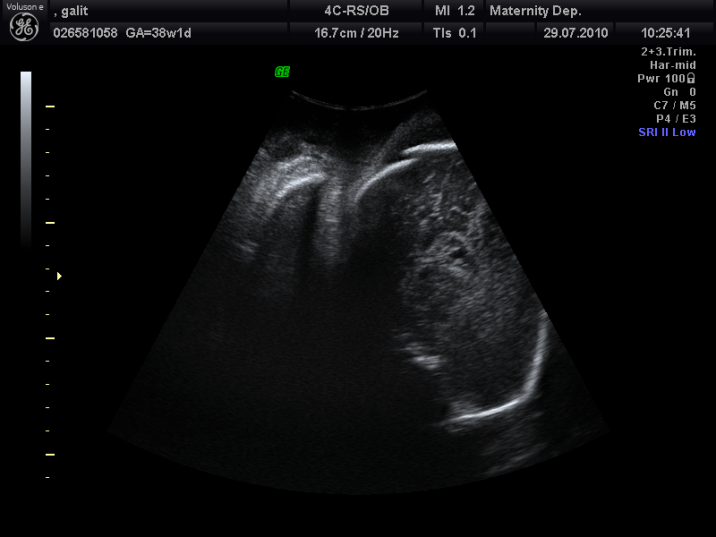 Voluson e
, galit
4C-RS/OB
MI 1.2
Maternity Dep.
GE
026581058 GA=38w1d
16.7cm / 20Hz
TIs 0.1
29.07.2010
10:25:41
GE
2+3.Trim.
Har-mid
Pwr 100
Gn 0
C7 / M5
P4 / E3
SRI II Low